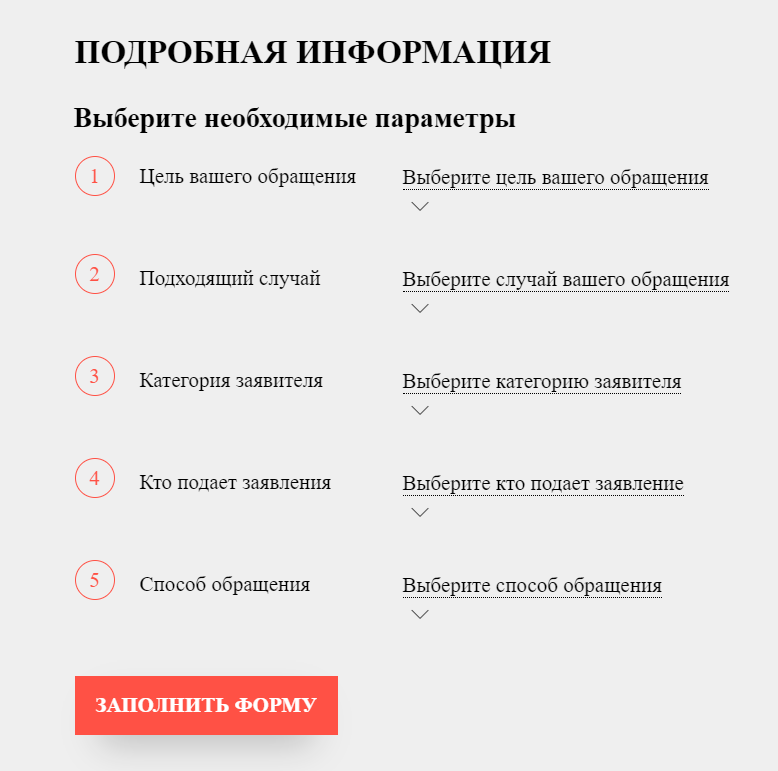 ПОДРОБНАЯ ИНФОРМАЦИЯ
Выберите необходимые параметры
1 Цель вашего обращения Выберите цель вашего обращения
2 Подходящий случай Выберите случай вашего обращения
3 Категория заявителя Выберите категорию заявителя
4 Кто подает заявления Выберите кто подает заявление
5 Способ обращения Выберите способ обращения
ЗАПОЛНИТЬ ФОРМУ